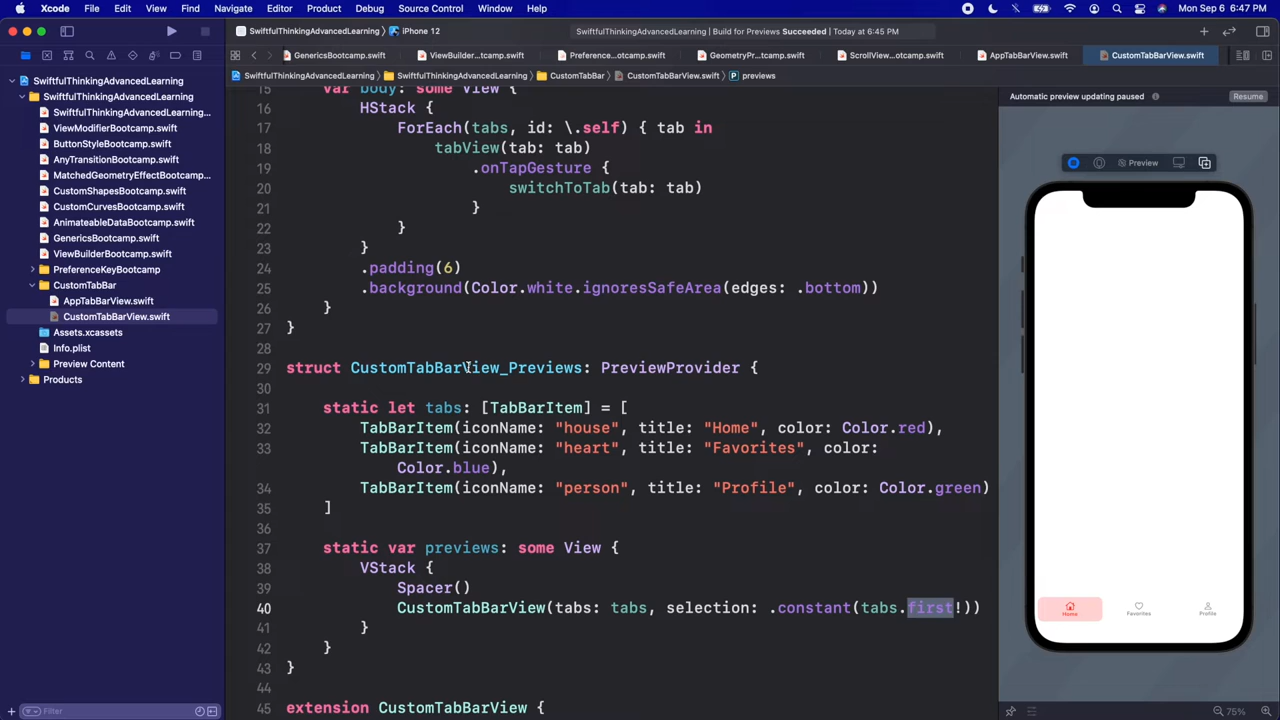 Xcode File Edit View Find Navigate Editor Product Debug Source Control Window Help Mon Sep 6 6:47 PM
SwiftfulThinkingAdvancedLearning iPhone 12
SwiftfulThinkingAdvancedLearning | Build for Previews Succeeded | Today at 6:45 PM
GenericsBootcamp.swift ViewBuilder...tcamp.swift Preference...otcamp.swift GeometryPr...camp.swift ScrollView...otcamp.swift AppTabBarView.swift CustomTabBarView.swift
SwiftfulThinkingAdvancedLearning SwiftfulThinkingAdvancedLearning CustomTabBar CustomTabBarView.swift P previews
SwiftfulThinkingAdvancedLearning
SwiftfulThinkingAdvancedLearning
SwiftfulThinkingAdvancedLearning...
ViewModifierBootcamp.swift
ButtonStyleBootcamp.swift
AnyTransitionBootcamp.swift
MatchedGeometryEffectBootcamp...
CustomShapesBootcamp.swift
CustomCurvesBootcamp.swift
AnimateableDataBootcamp.swift
GenericsBootcamp.swift
ViewBuilderBootcamp.swift
PreferenceKeyBootcamp
CustomTabBar
AppTabBarView.swift
CustomTabBarView.swift
Assets.xcassets
Info.plist
Preview Content
Products
Filter
15 var body: some View {
16 HStack {
17 ForEach(tabs, id: \.self) { tab in
18 tabView(tab: tab)
19 .onTapGesture {
20 switchToTab(tab: tab)
21 }
22 }
23 }
24 .padding(6)
25 .background(Color.white.ignoresSafeArea(edges: .bottom))
26 }
27 }
28
29 struct CustomTabBarView_Previews: PreviewProvider {
30
31 static let tabs: [TabBarItem] = [
32 TabBarItem(iconName: "house", title: "Home", color: Color.red),
33 TabBarItem(iconName: "heart", title: "Favorites", color:
Color.blue),
34 TabBarItem(iconName: "person", title: "Profile", color: Color.green)
35 ]
36
37 static var previews: some View {
38 VStack {
39 Spacer()
40 CustomTabBarView(tabs: tabs, selection: .constant(tabs.first!))
41 }
42 }
43 }
44
45 extension CustomTabBarView {
Automatic preview updating paused Resume
Preview
Home Favorites Profile
75%